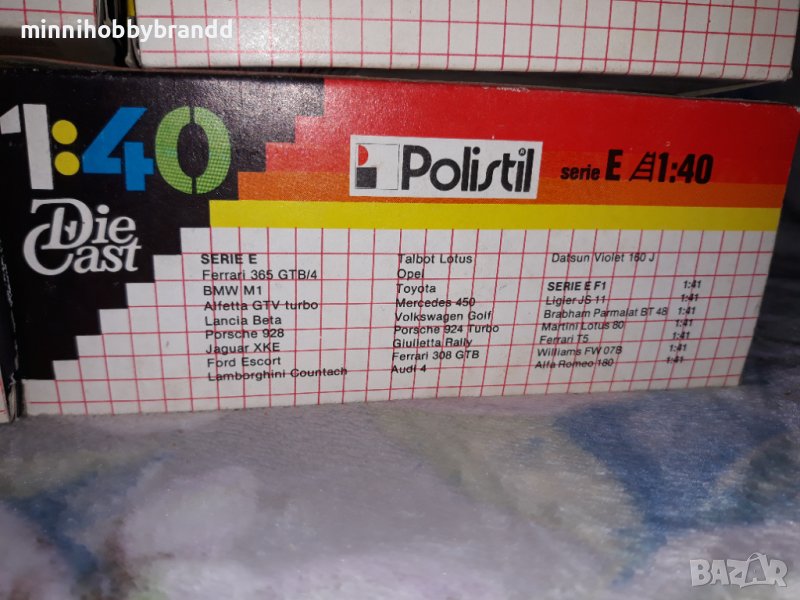 minnihobbybrandd
1:40
Die Cast
Polistil
serie E 1:40
SERIE E
Ferrari 365 GTB/4
BMW M1
Alfetta GTV turbo
Lancia Beta
Porsche 928
Jaguar XKE
Ford Escort
Lamborghini Countach
Talbot Lotus
Opel
Toyota
Mercedes 450
Volkswagen Golf
Porsche 924 Turbo
Giulietta Rally
Ferrari 308 GTB
Audi 4
Datsun Violet 160 J
SERIE E F1 1:41
Ligier JS 11 1:41
Brabham Parmalat BT 48 1:41
Martini Lotus 80 1:41
Ferrari T5 1:41
Williams FW 07B 1:41
Alfa Romeo 180 1:41
BAZAR